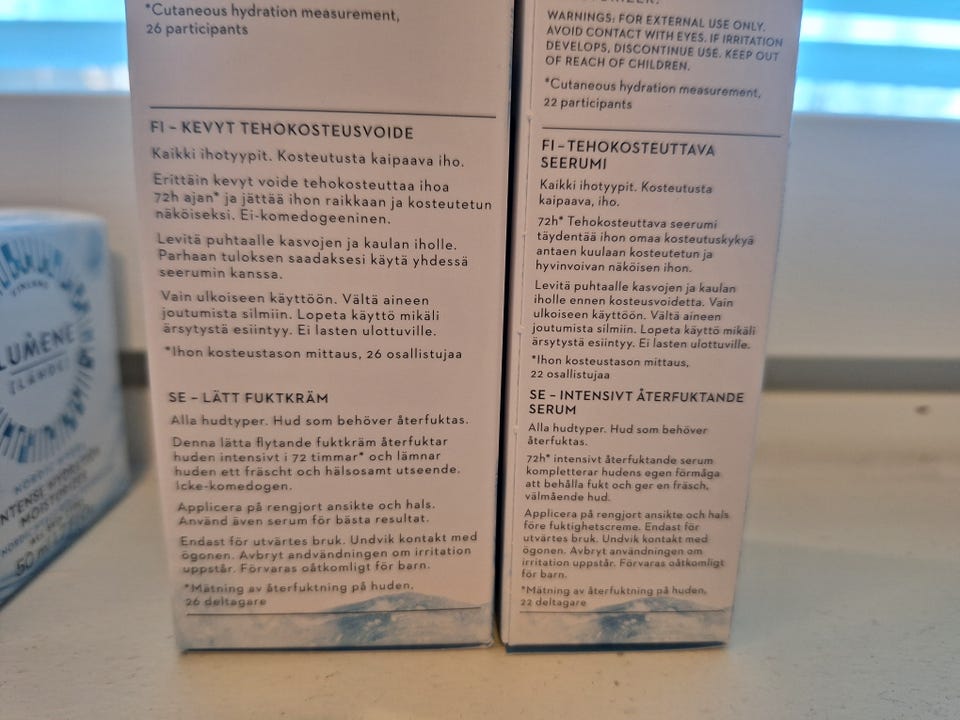 *Cutaneous hydration measurement,
26 participants
FI – KEVYT TEHOKOSTEUSVOIDE
Kaikki ihotyypit. Kosteutusta kaipaava iho.
Erittäin kevyt voide tehokosteuttaa ihoa
72h ajan* ja jättää ihon raikkaan ja kosteutetun
näköiseksi. Ei-komedogeeninen.
Levitä puhtaalle kasvojen ja kaulan iholle.
Parhaan tuloksen saadaksesi käytä yhdessä
seerumin kanssa.
Vain ulkoiseen käyttöön. Vältä aineen
joutumista silmiin. Lopeta käyttö mikäli
ärsytystä esiintyy. Ei lasten ulottuville.
*Ihon kosteustason mittaus, 26 osallistujaa
SE – LÄTT FUKTKRÄM
Alla hudtyper. Hud som behöver återfuktas.
Denna lätta flytande fuktkräm återfuktar
huden intensivt i 72 timmar* och lämnar
huden ett fräscht och hälsosamt utseende.
Icke-komedogen.
Applicera på rengjort ansikte och hals.
Använd även serum för bästa resultat.
Endast för utvärtes bruk. Undvik kontakt med
ögonen. Avbryt andvändningen om irritation
uppstår. Förvaras oåtkomligt för barn.
*Mätning av återfuktning på huden,
26 deltagare
WARNINGS: FOR EXTERNAL USE ONLY.
AVOID CONTACT WITH EYES. IF IRRITATION
DEVELOPS, DISCONTINUE USE. KEEP OUT
OF REACH OF CHILDREN.
*Cutaneous hydration measurement,
22 participants
FI – TEHOKOSTEUTTAVA
SEERUMI
Kaikki ihotyypit. Kosteutusta
kaipaava, iho.
72h* Tehokosteuttava seerumi
täydentää ihon omaa kosteutuskykyä
antaen kuulaan kosteutetun ja
hyvinvoivan näköisen ihon.
Levitä puhtaalle kasvojen ja kaulan
iholle ennen kosteusvoidetta. Vain
ulkoiseen käyttöön. Vältä aineen
joutumista silmiin. Lopeta käyttö mikäli
ärsytystä esiintyy. Ei lasten ulottuville.
*Ihon kosteustason mittaus,
22 osallistujaa
SE – INTENSIVT ÅTERFUKTANDE
SERUM
Alla hudtyper. Hud som behöver
återfuktas.
72h* intensivt återfuktande serum
kompletterar hudens egen förmåga
att behålla fukt och ger en fräsch,
välmående hud.
Applicera på rengjort ansikte och hals
före fuktighetscreme. Endast för
utvärtes bruk. Undvik kontakt med
ögonen. Avbryt användningen om
irritation uppstår. Förvaras oåtkomligt
för barn.
*Mätning av återfuktning på huden,
22 deltagare
FINLAND
LUMENE
[LÄHDE]
NORDIC HYDRA
INTENSE HYDRATION
MOISTURIZER
50 ml